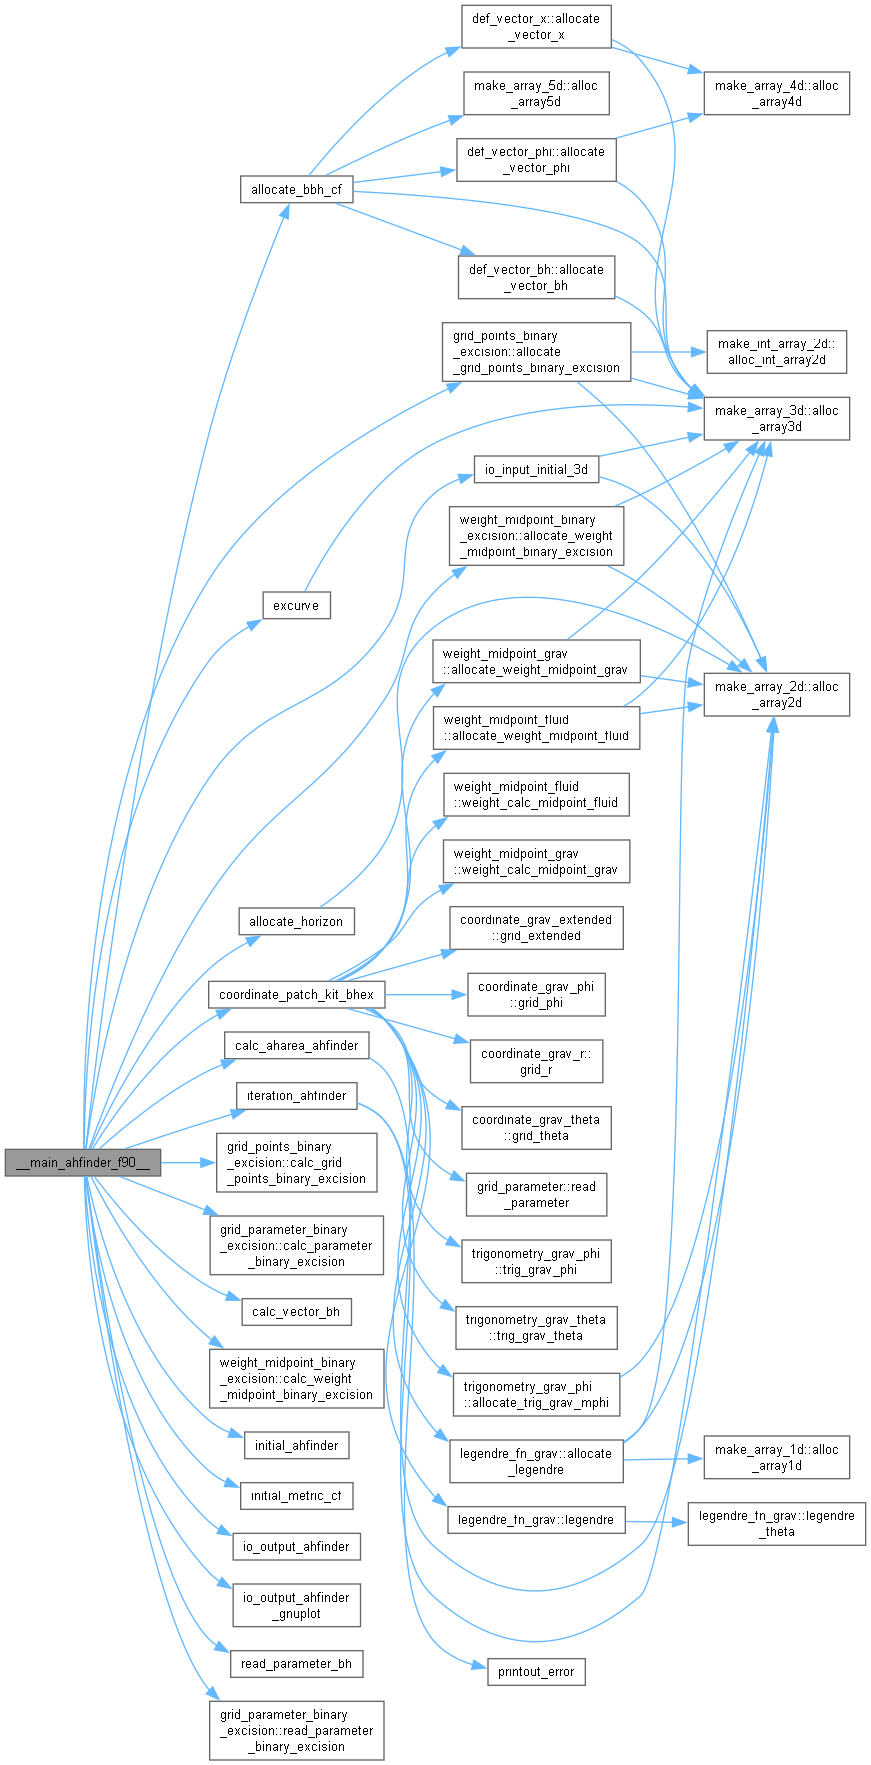 def_vector_x::allocate
_vector_x
make_array_5d::alloc
_array5d
make_array_4d::alloc
_array4d
def_vector_phi::allocate
_vector_phi
allocate_bbh_cf
def_vector_bh::allocate
_vector_bh
grid_points_binary
_excision::allocate
_grid_points_binary_excision
make_int_array_2d::
alloc_int_array2d
make_array_3d::alloc
_array3d
io_input_initial_3d
weight_midpoint_binary
_excision::allocate_weight
_midpoint_binary_excision
excurve
weight_midpoint_grav
::allocate_weight_midpoint_grav
make_array_2d::alloc
_array2d
weight_midpoint_fluid
::allocate_weight_midpoint_fluid
weight_midpoint_fluid
::weight_calc_midpoint_fluid
weight_midpoint_grav
::weight_calc_midpoint_grav
allocate_horizon
coordinate_grav_extended
::grid_extended
coordinate_patch_kit_bhex
coordinate_grav_phi
::grid_phi
calc_aharea_ahfinder
coordinate_grav_r::
grid_r
iteration_ahfinder
coordinate_grav_theta
::grid_theta
__main_ahfinder_f90__
grid_points_binary
_excision::calc_grid
_points_binary_excision
grid_parameter::read
_parameter
grid_parameter_binary
_excision::calc_parameter
_binary_excision
trigonometry_grav_phi
::trig_grav_phi
calc_vector_bh
trigonometry_grav_theta
::trig_grav_theta
weight_midpoint_binary
_excision::calc_weight
_midpoint_binary_excision
trigonometry_grav_phi
::allocate_trig_grav_mphi
initial_ahfinder
legendre_fn_grav::allocate
_legendre
make_array_1d::alloc
_array1d
initial_metric_cf
legendre_fn_grav::legendre
legendre_fn_grav::legendre
_theta
io_output_ahfinder
io_output_ahfinder
_gnuplot
read_parameter_bh
printout_error
grid_parameter_binary
_excision::read_parameter
_binary_excision